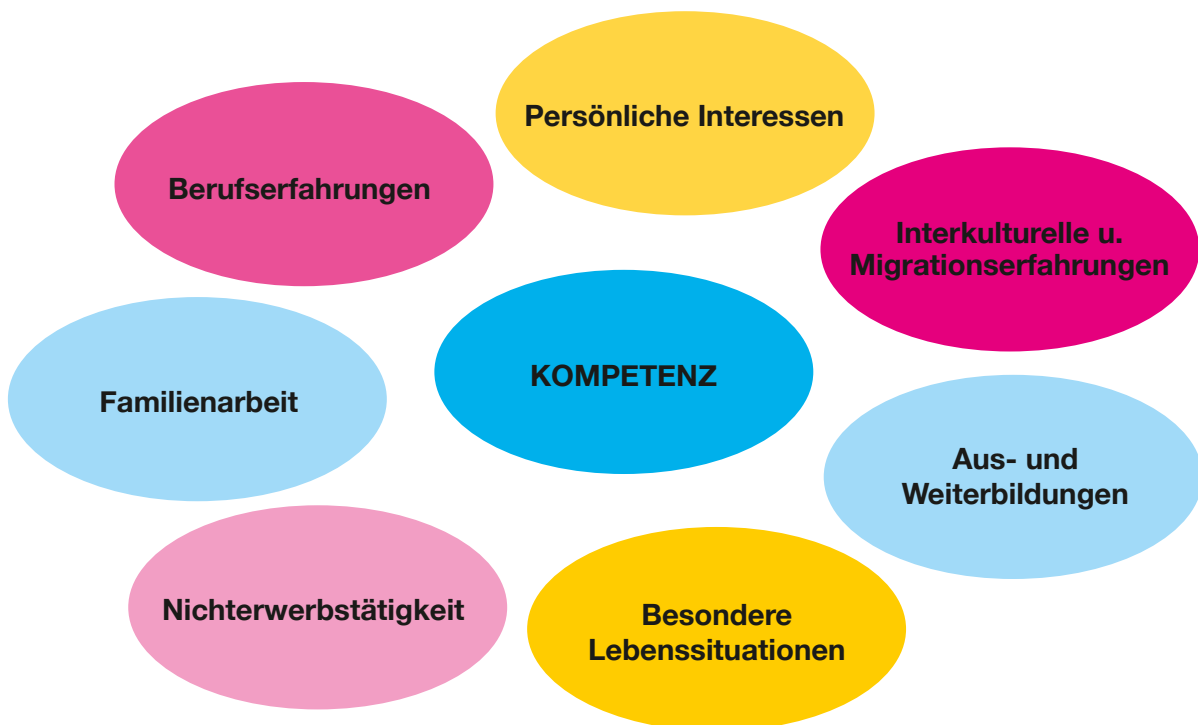 Persönliche Interessen
Berufserfahrungen
Interkulturelle u.
Migrationserfahrungen
KOMPETENZ
Familienarbeit
Aus- und
Weiterbildungen
Nichterwerbstätigkeit
Besondere
Lebenssituationen